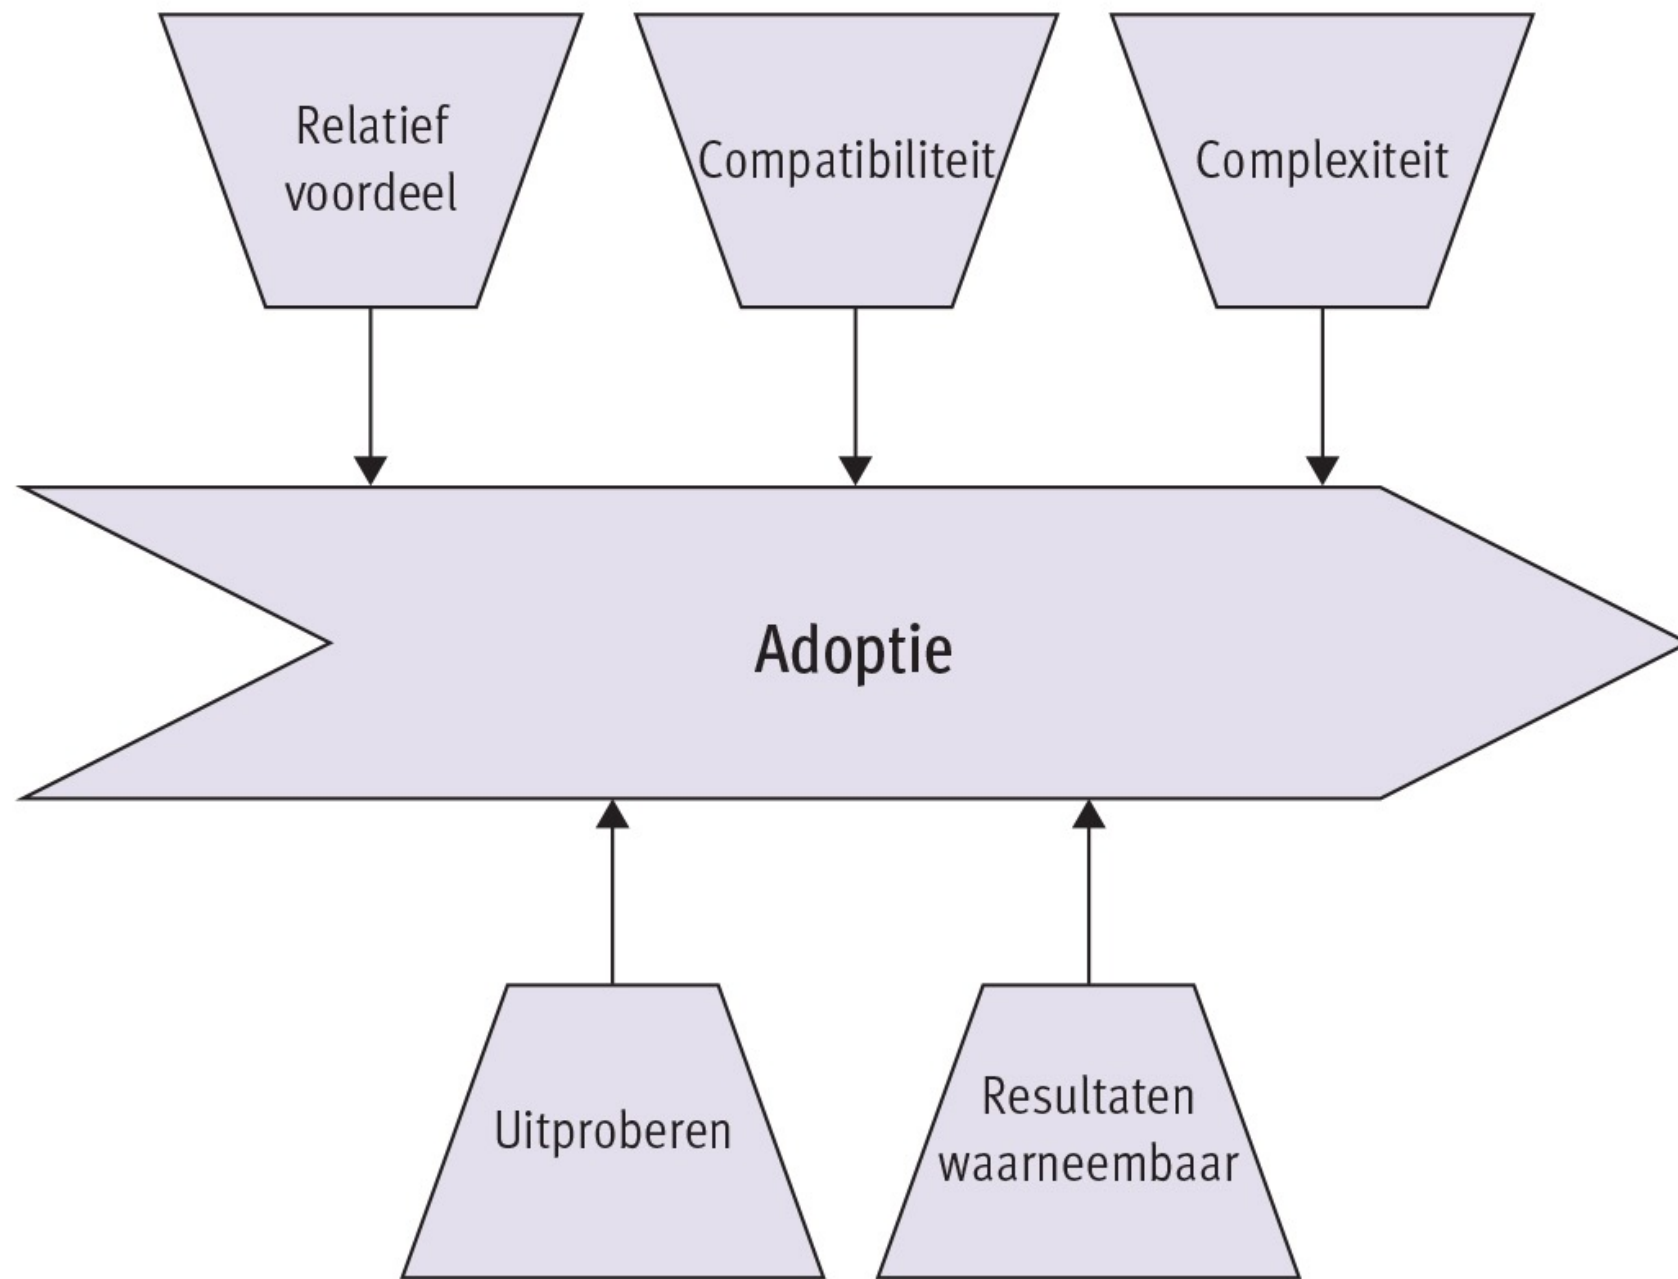 Relatief
voordeel
Compatibiliteit
Complexiteit
Adoptie
Uitproberen
Resultaten
waarneembaar